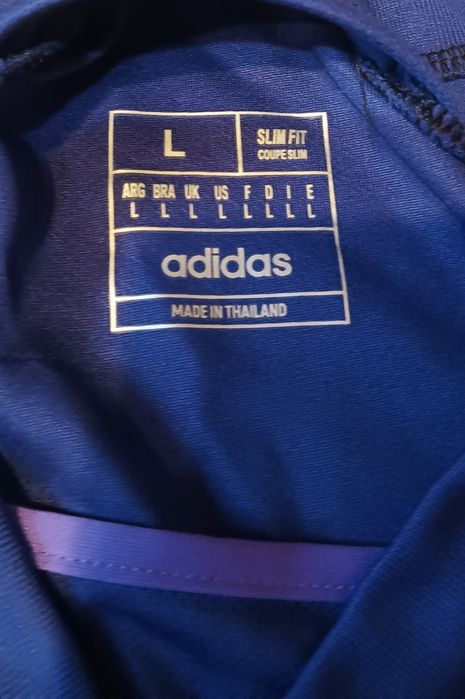 L
SLIM FIT
COUPE SLIM
ARG BRA UK US F D I E
L L L L L L L L
adidas
MADE IN THAILAND